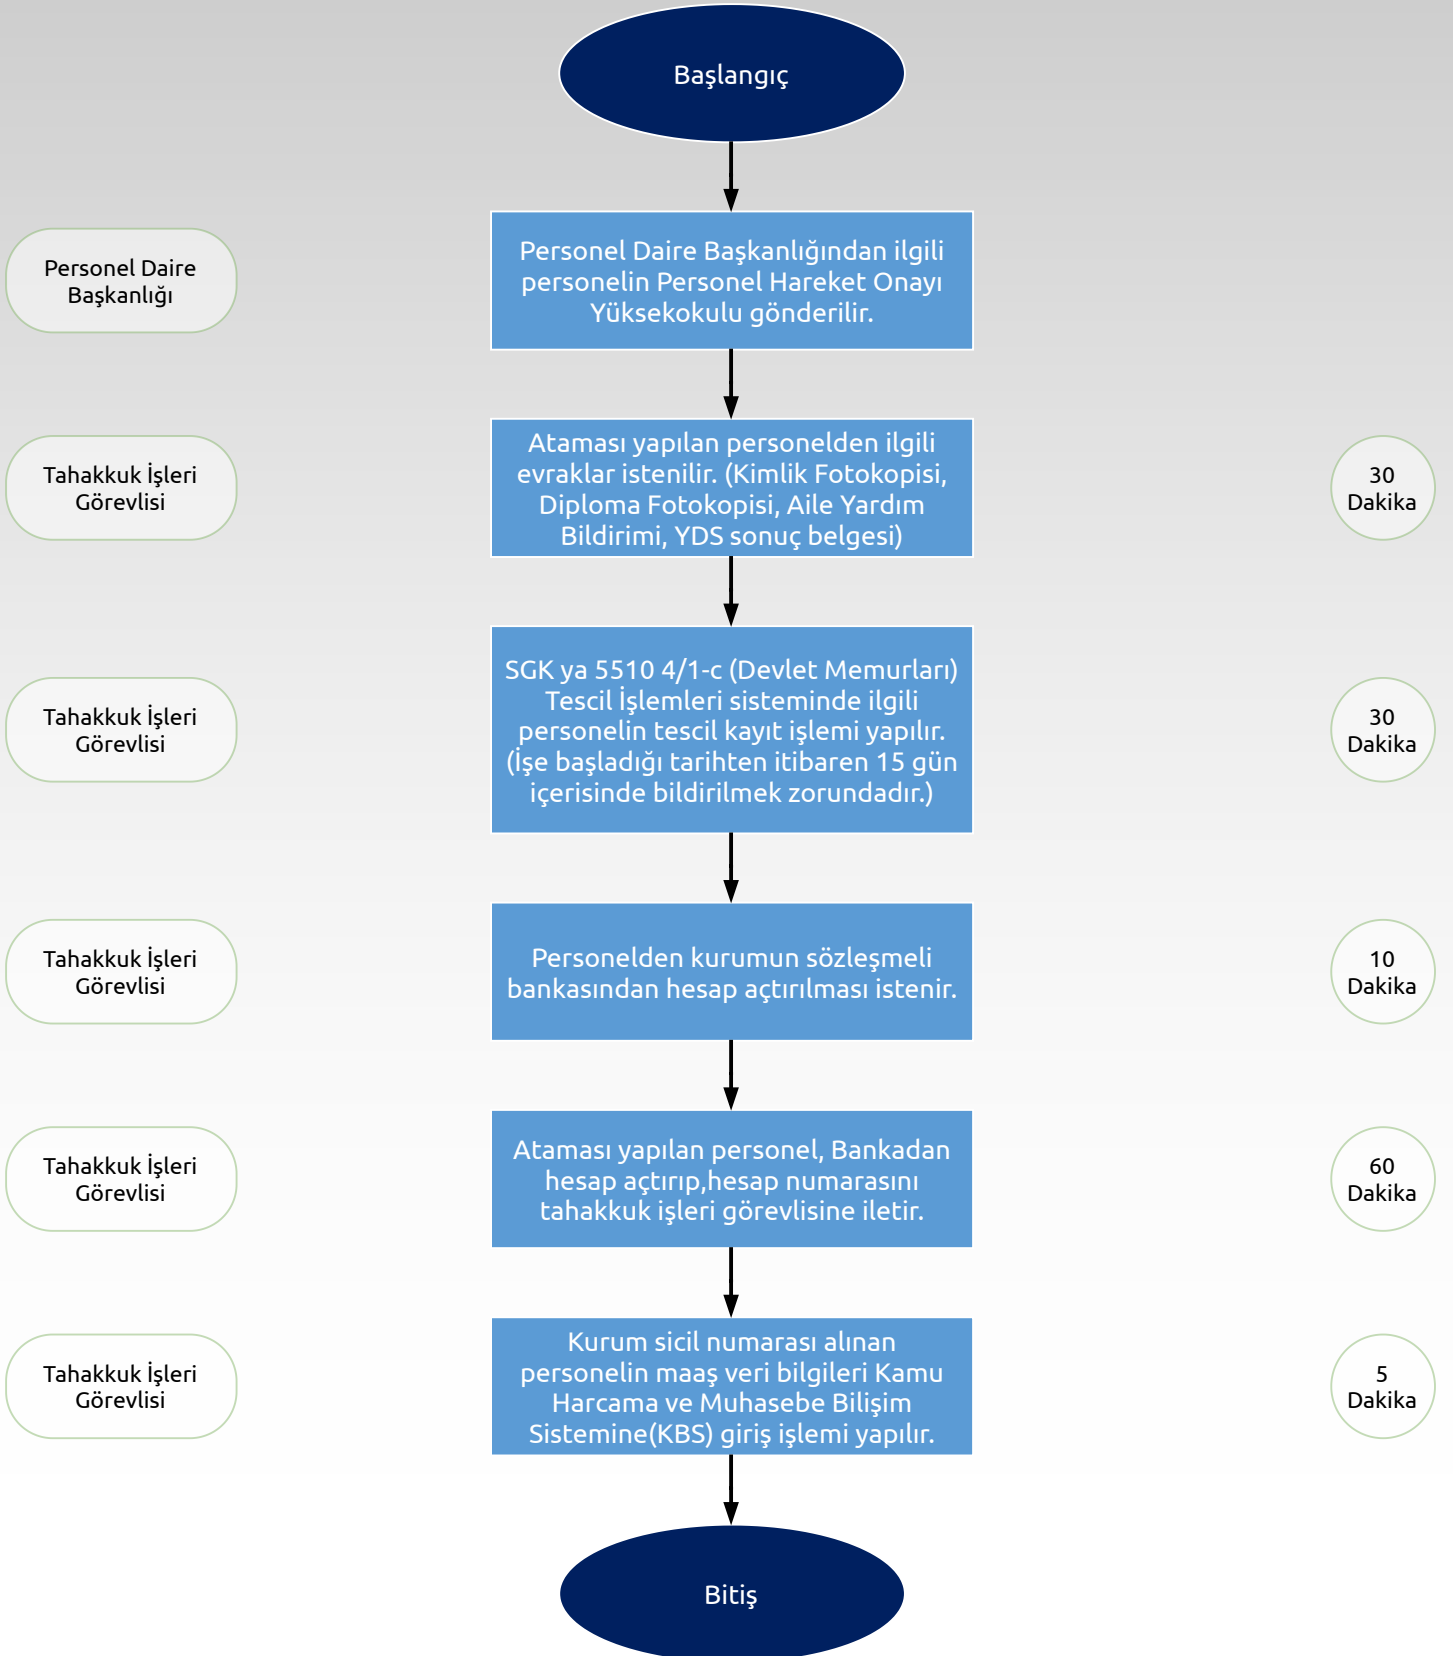 Başlangıç
Personel Daire
Başkanlığı
Personel Daire Başkanlığından ilgili
personelin Personel Hareket Onayı
Yüksekokulu gönderilir.
Tahakkuk İşleri
Görevlisi
Ataması yapılan personelden ilgili
evraklar istenilir. (Kimlik Fotokopisi,
Diploma Fotokopisi, Aile Yardım
Bildirimi, YDS sonuç belgesi)
30
Dakika
Tahakkuk İşleri
Görevlisi
SGK ya 5510 4/1-c (Devlet Memurları)
Tescil İşlemleri sisteminde ilgili
personelin tescil kayıt işlemi yapılır.
(İşe başladığı tarihten itibaren 15 gün
içerisinde bildirilmek zorundadır.)
30
Dakika
Tahakkuk İşleri
Görevlisi
Personelden kurumun sözleşmeli
bankasından hesap açtırılması istenir.
10
Dakika
Tahakkuk İşleri
Görevlisi
Ataması yapılan personel, Bankadan
hesap açtırıp,hesap numarasını
tahakkuk işleri görevlisine iletir.
60
Dakika
Tahakkuk İşleri
Görevlisi
Kurum sicil numarası alınan
personelin maaş veri bilgileri Kamu
Harcama ve Muhasebe Bilişim
Sistemine(KBS) giriş işlemi yapılır.
5
Dakika
Bitiş